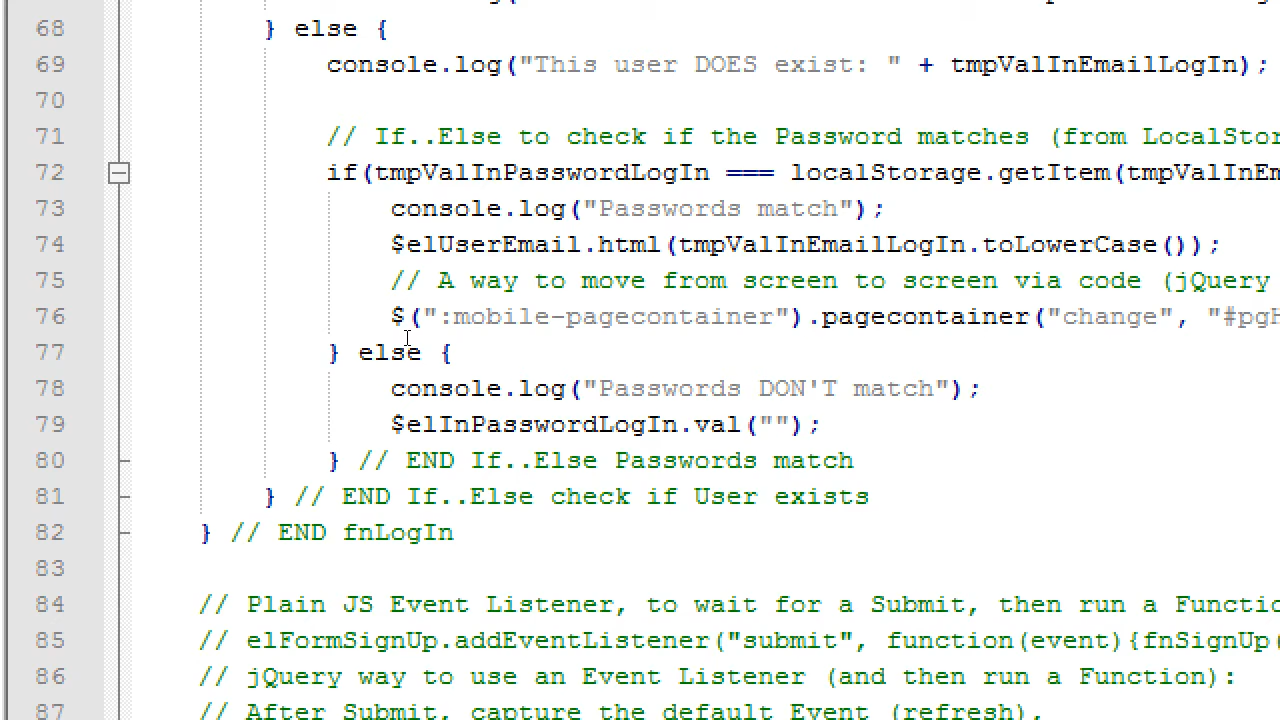 68 } else {
69 console.log("This user DOES exist: " + tmpValInEmailLogIn);
70
71 // If..Else to check if the Password matches (from LocalStor
72 if(tmpValInPasswordLogIn === localStorage.getItem(tmpValInEm
73 console.log("Passwords match");
74 $elUserEmail.html(tmpValInEmailLogIn.toLowerCase());
75 // A way to move from screen to screen via code (jQuery
76 $(":mobile-pagecontainer").pagecontainer("change", "#pgH
77 } else {
78 console.log("Passwords DON'T match");
79 $elInPasswordLogIn.val("");
80 } // END If..Else Passwords match
81 } // END If..Else check if User exists
82 } // END fnLogIn
83
84 // Plain JS Event Listener, to wait for a Submit, then run a Functio
85 // elFormSignUp.addEventListener("submit", function(event){fnSignUp(
86 // jQuery way to use an Event Listener (and then run a Function):
87 // After Submit, capture the default Event (refresh),